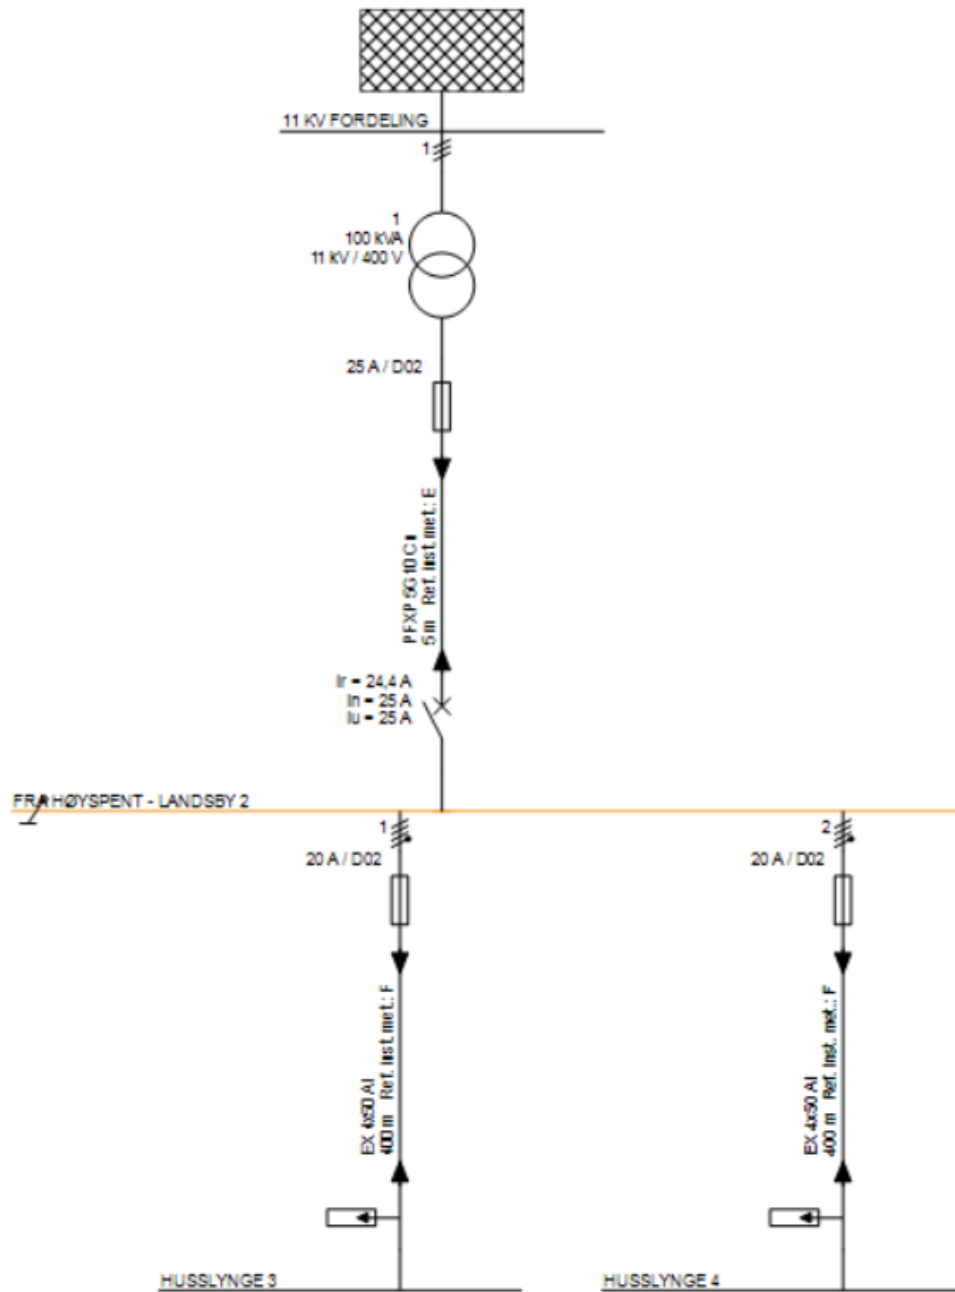 11 KV FORDELING
1
1
100 kVA
11 kV / 400 V
25 A / D02
PFXP 5G10 Cu
5 m Ref. Inst. met.: E
Ir = 24,4 A
In = 25 A
Iu = 25 A
FRA HØYSPENT - LANDSBY 2
1
20 A / D02
EX 4x50 Al
400 m Ref. Inst. met.: F
HUSSLYNGE 3
2
20 A / D02
EX 4x50 Al
400 m Ref. Inst. met.: F
HUSSLYNGE 4